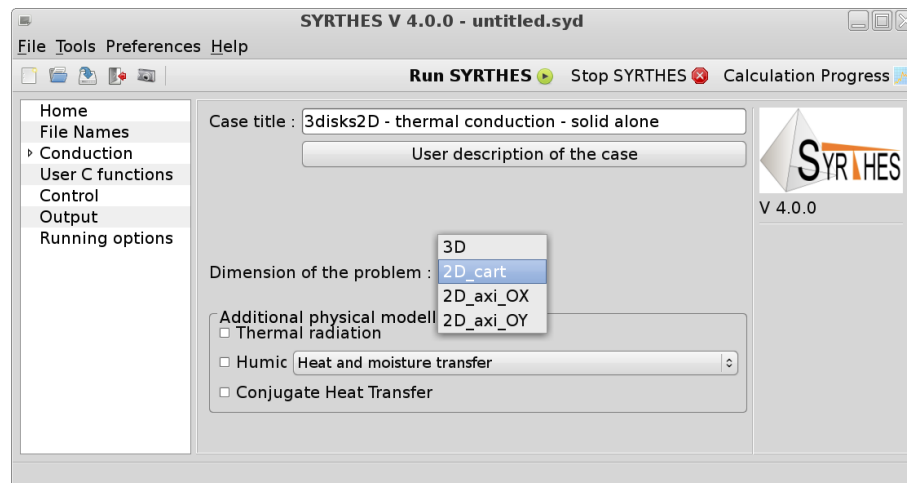 SYRTHES V 4.0.0 - untitled.syd
File Tools Preferences Help
Run SYRTHES Stop SYRTHES Calculation Progress
Home
File Names
Conduction
User C functions
Control
Output
Running options
Case title : 3disks2D - thermal conduction - solid alone
User description of the case
Dimension of the problem :
3D
2D_cart
2D_axi_OX
2D_axi_OY
Additional physical modell
Thermal radiation
Humic Heat and moisture transfer
Conjugate Heat Transfer
SYRTHES
V 4.0.0